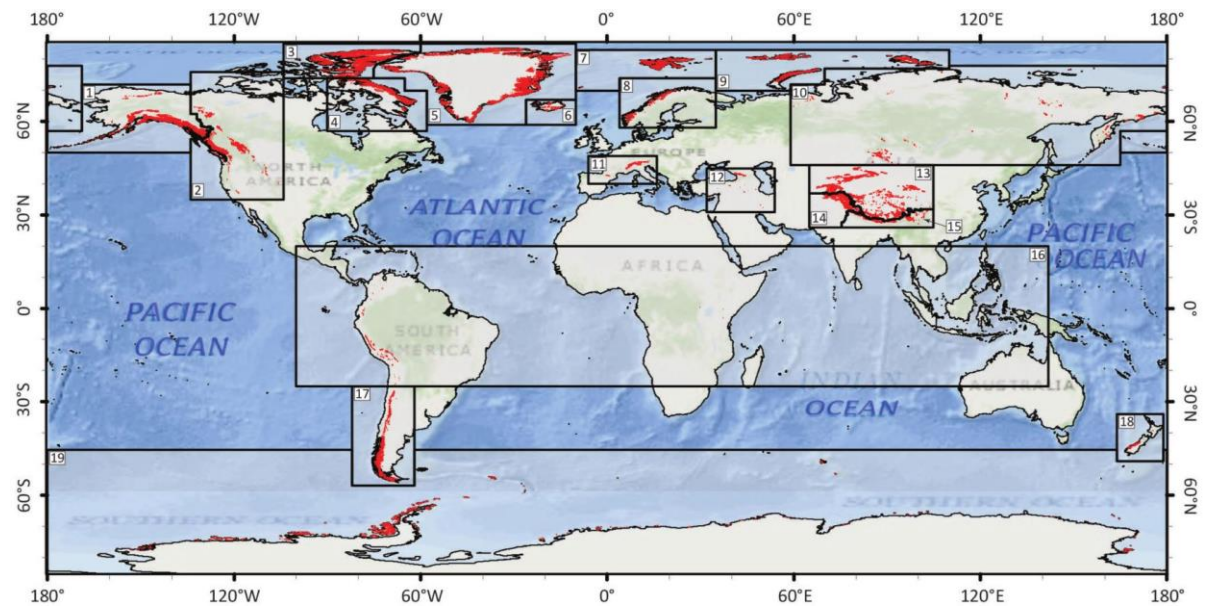 180° 120°W 60°W 0° 60°E 120°E 180°
3
7
1
8
9
10
60°N
4
5
6
60°N
EUROPE
11
NORTH
AMERICA
12
13
2
30°N
ATLANTIC
OCEAN
14
15
30°N
PACIFIC
OCEAN
16
AFRICA
0°
PACIFIC
OCEAN
SOUTH
AMERICA
0°
INDIAN
OCEAN
AUSTRALIA
30°S
17
30°S
18
19
60°S
SOUTHERN OCEAN
SOUTHERN OCEAN
60°S
180° 120°W 60°W 0° 60°E 120°E 180°